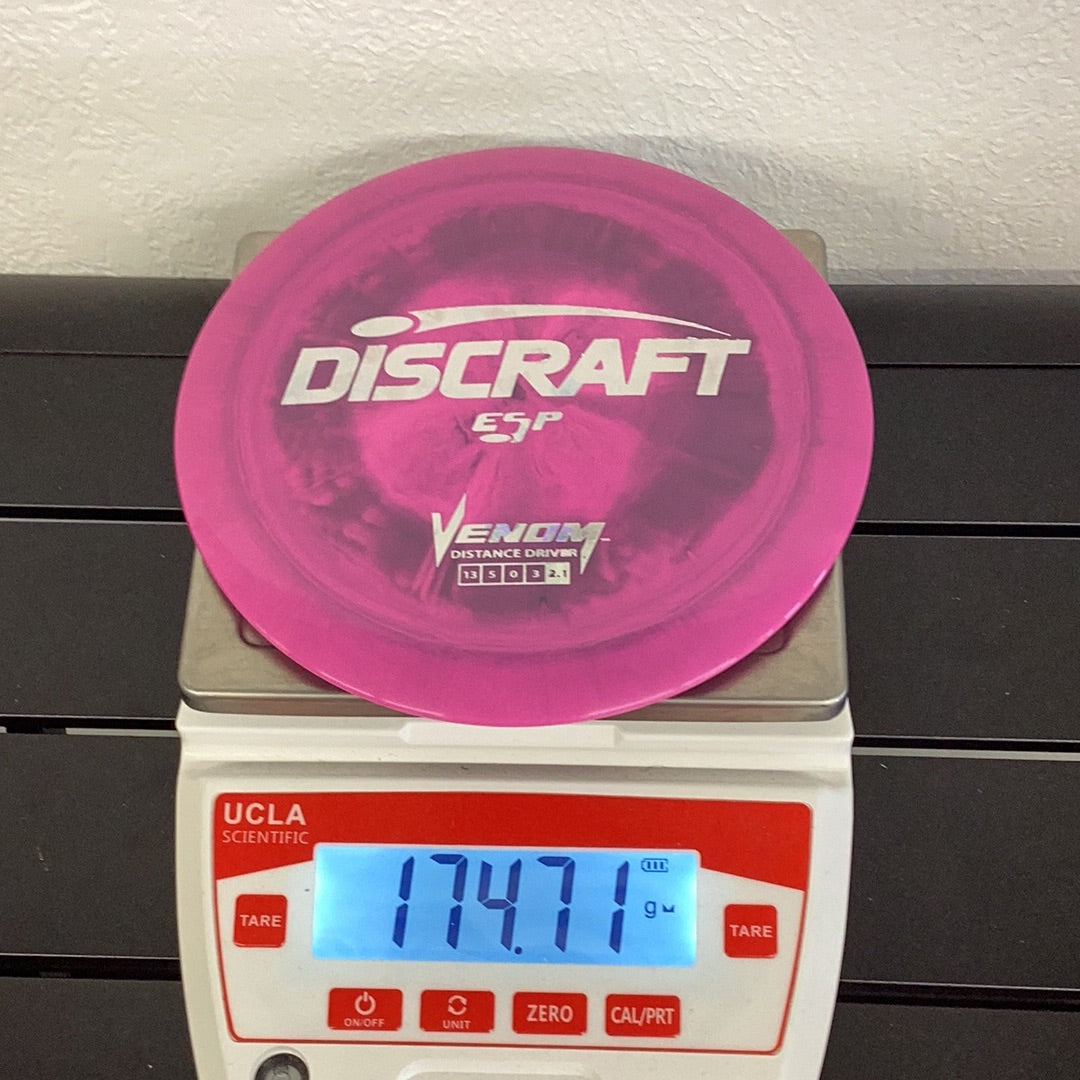 DISCRAFT
ESP
VENOM
DISTANCE DRIVER
13 5 0 3 2.1
UCLA
SCIENTIFIC
174.71
g
TARE
TARE
ON/OFF
UNIT
ZERO
CAL/PRT